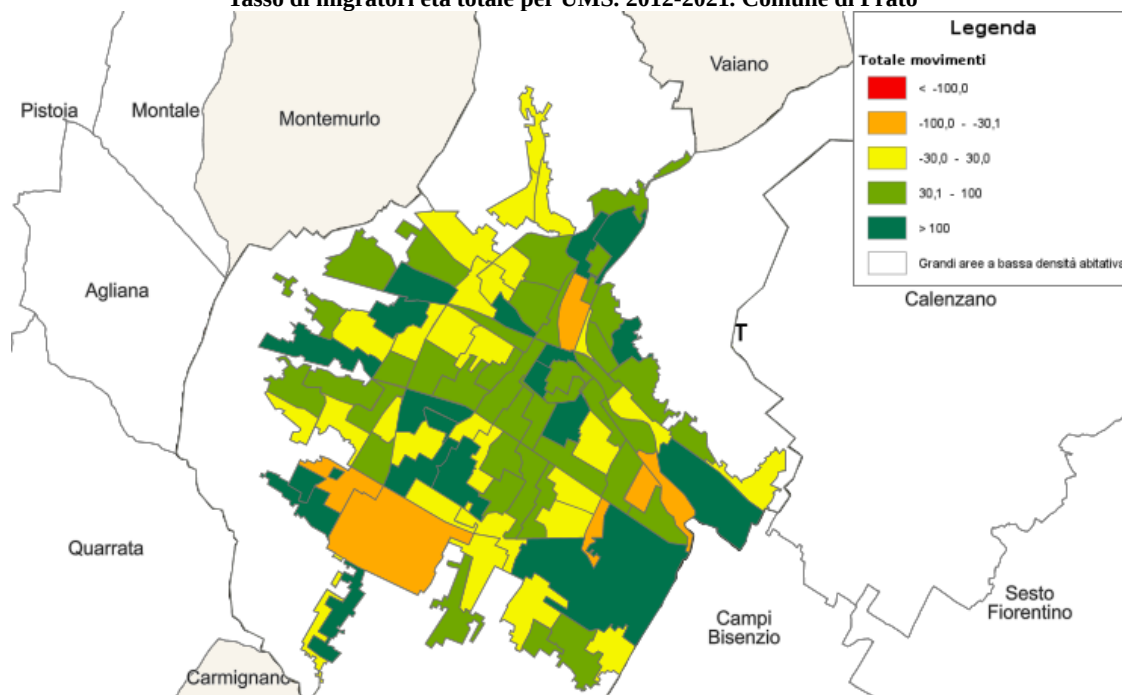 Tasso di migratori età totale per UMS. 2012-2021. Comune di Prato
Legenda
Totale movimenti
< -100,0
-100,0 - -30,1
-30,0 - 30,0
30,1 - 100
> 100
Grandi aree a bassa densità abitativa
Vaiano
Pistoia
Montale
Montemurlo
Agliana
Calenzano
T
Quarrata
Campi
Bisenzio
Sesto
Fiorentino
Carmignano